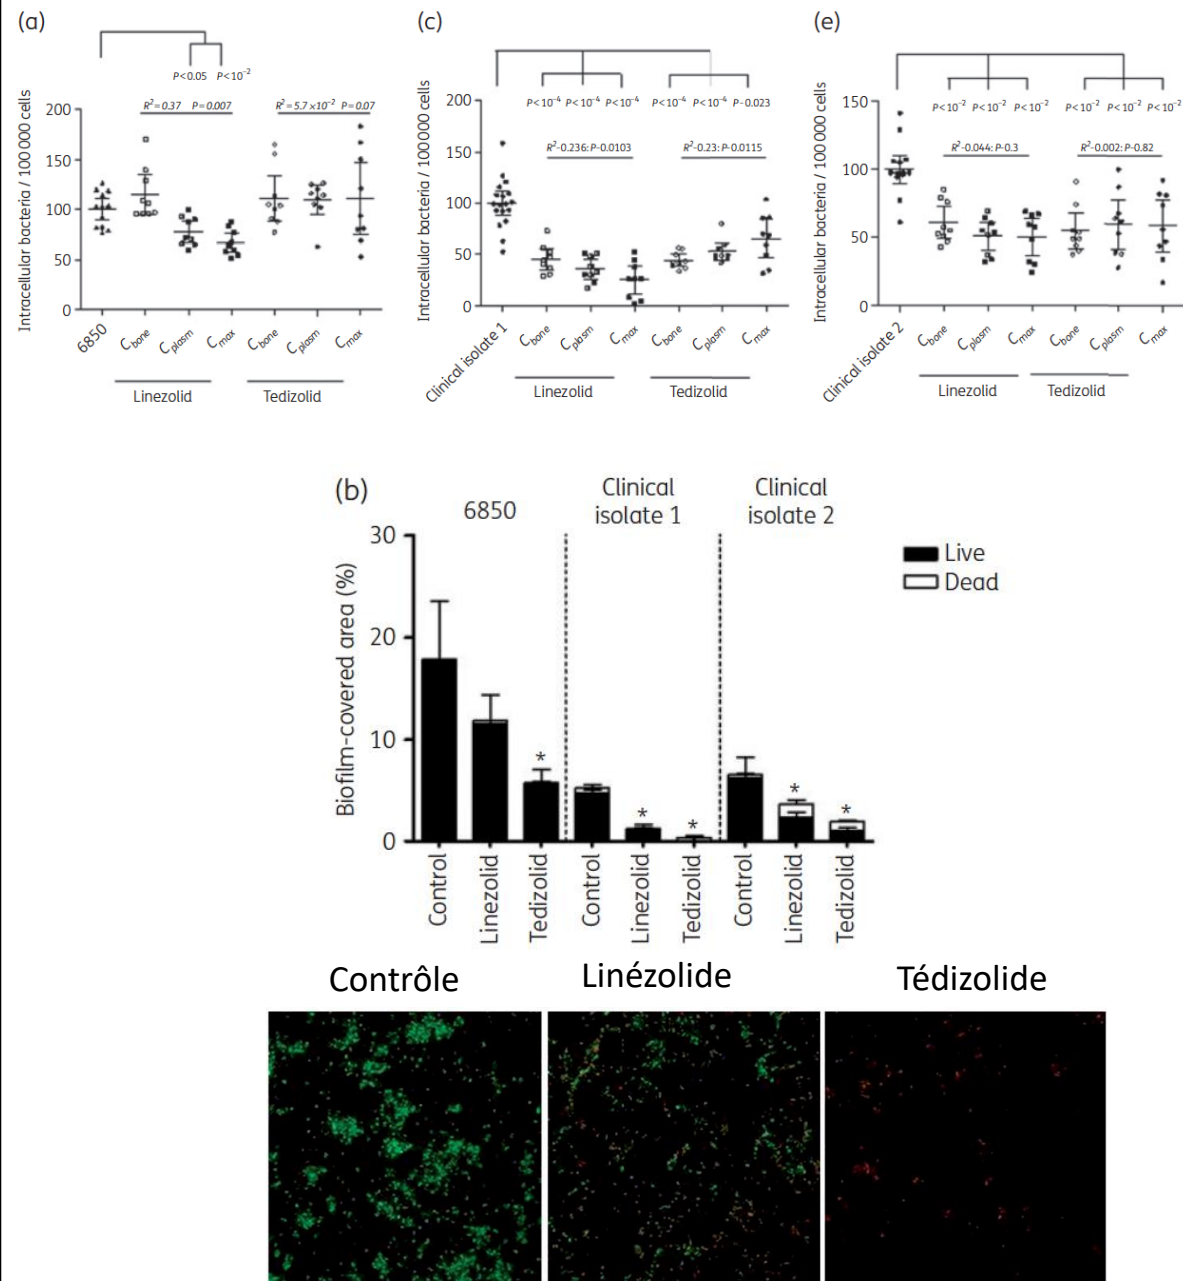 (a)
P<0.05 P<10⁻²
R²=0.37 P=0.007 R²=5.7×10⁻² P=0.07
Intracellular bacteria / 100 000 cells
200
150
100
50
0
6850 Cbone Cplasm Cmax Cbone Cplasm Cmax
Linezolid Tedizolid
(c)
P<10⁻⁴ P<10⁻⁴ P<10⁻⁴ P<10⁻⁴ P<10⁻⁴ P-0.023
R²-0.236: P-0.0103 R²-0.23: P-0.0115
Intracellular bacteria / 100 000 cells
200
150
100
50
0
Clinical isolate 1 Cbone Cplasm Cmax Cbone Cplasm Cmax
Linezolid Tedizolid
(e)
P<10⁻² P<10⁻² P<10⁻² P<10⁻² P<10⁻² P<10⁻²
R²-0.044: P-0.3 R²-0.002: P-0.82
Intracellular bacteria / 100 000 cells
150
100
50
0
Clinical isolate 2 Cbone Cplasm Cmax Cbone Cplasm Cmax
Linezolid Tedizolid
(b)
6850
Clinical
isolate 1
Clinical
isolate 2
Live
Dead
Biofilm-covered area (%)
30
20
10
0
* * * * *
Control Linezolid Tedizolid Control Linezolid Tedizolid Control Linezolid Tedizolid
Contrôle Linézolide Tédizolide